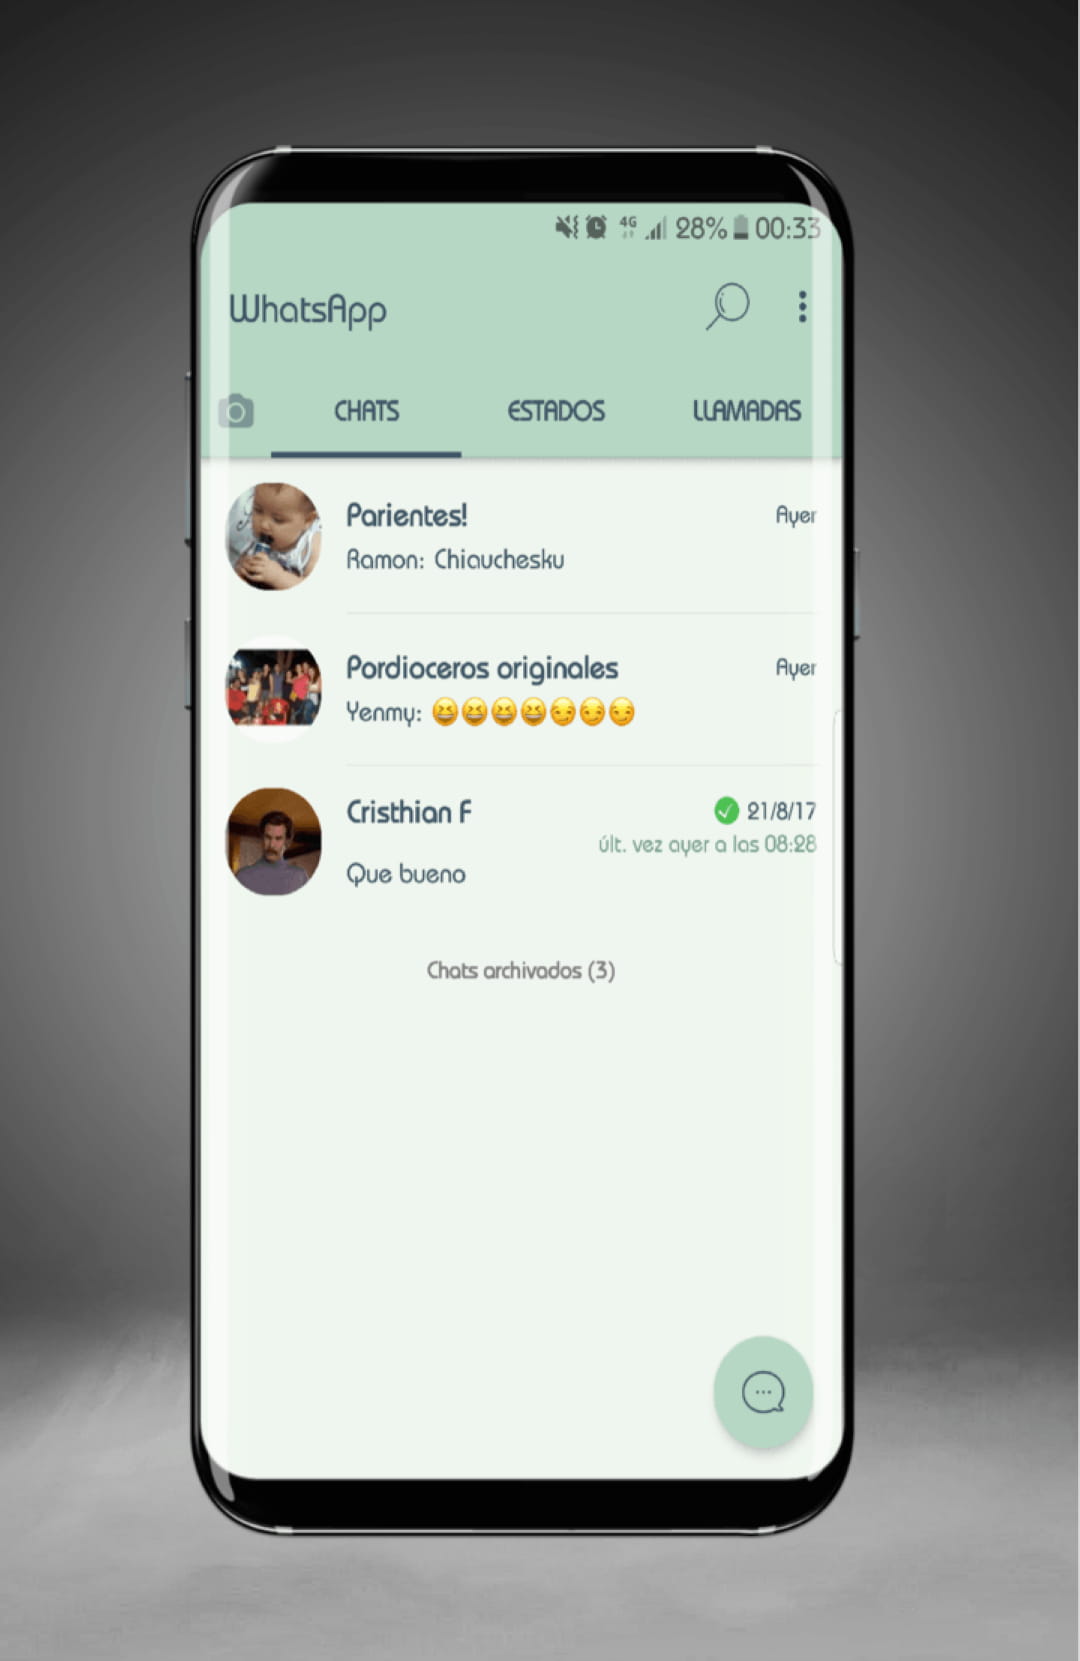 4G 28% 00:33
WhatsApp
CHATS ESTADOS LLAMADAS
Parientes! Ayer
Ramon: Chiauchesku
Pordioceros originales Ayer
Yenmy: 😆😆😆😆😏😏😏
Cristhian F 21/8/17
últ. vez ayer a las 08:28
Que bueno
Chats archivados (3)